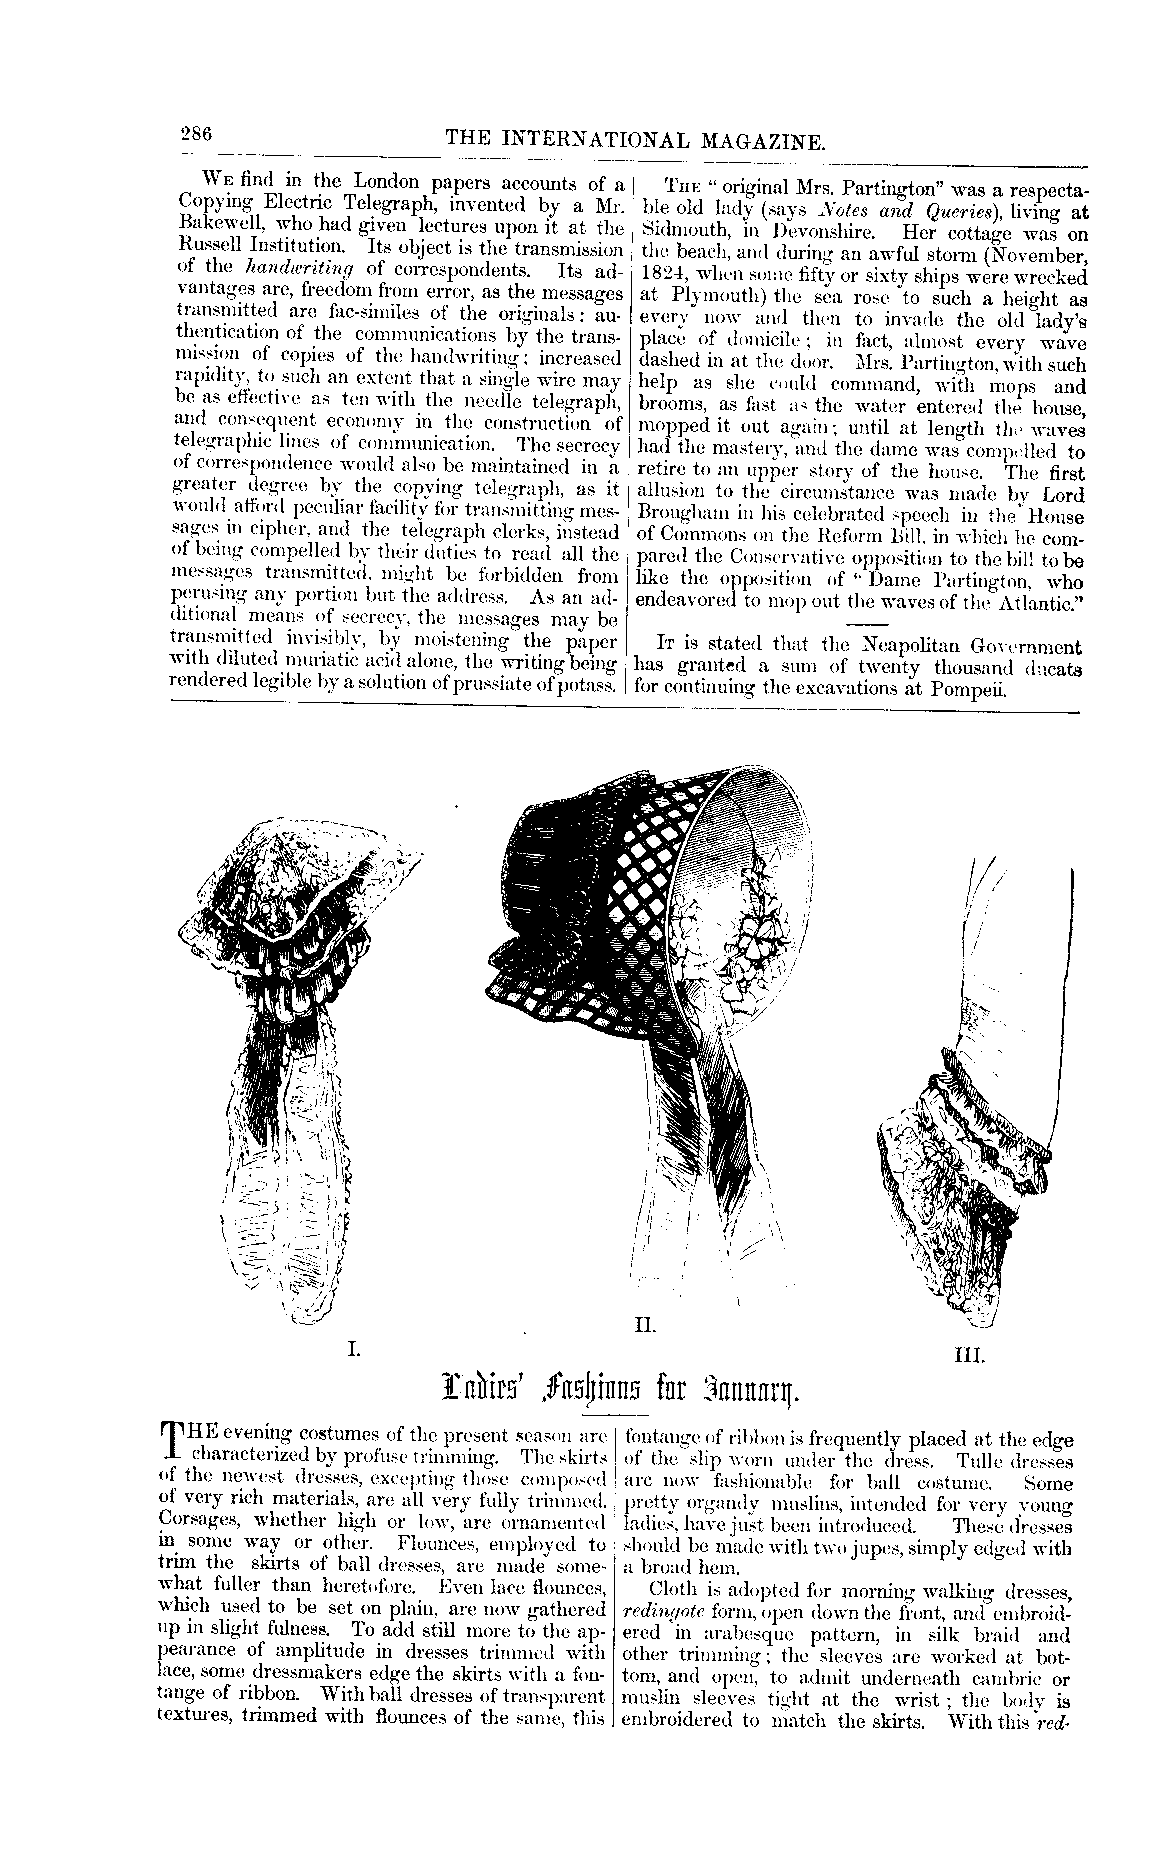 286
THE INTERNATIONAL MAGAZINE.
WE find in the London papers accounts of a
Copying Electric Telegraph, invented by a Mr.
Bakewell, who had given lectures upon it at the
Russell Institution. Its object is the transmission
of the handwriting of correspondents. Its ad-
vantages are, freedom from error, as the messages
transmitted are fac-similes of the originals: au-
thentication of the communications by the trans-
mission of copies of the handwriting; increased
rapidity, to such an extent that a single wire may
be as effective as ten with the needle telegraph,
and consequent economy in the construction of
telegraphic lines of communication. The secrecy
of correspondence would also be maintained in a
greater degree by the copying telegraph, as it
would afford peculiar facility for transmitting mes-
sages in cipher, and the telegraph clerks, instead
of being compelled by their duties to read all the
messages transmitted, might be forbidden from
perusing any portion but the address. As an ad-
ditional means of secrecy, the messages may be
transmitted invisibly, by moistening the paper
with diluted muriatic acid alone, the writing being
rendered legible by a solution of prussiate of potass.
THE "original Mrs. Partington" was a respecta-
ble old lady (says Notes and Queries), living at
Sidmouth, in Devonshire. Her cottage was on
the beach, and during an awful storm (November,
1824, when some fifty or sixty ships were wrecked
at Plymouth) the sea rose to such a height as
every now and then to invade the old lady's
place of domicile; in fact, almost every wave
dashed in at the door. Mrs. Partington, with such
help as she could command, with mops and
brooms, as fast as the water entered the house,
mopped it out again; until at length the waves
had the mastery, and the dame was compelled to
retire to an upper story of the house. The first
allusion to the circumstance was made by Lord
Brougham in his celebrated speech in the House
of Commons on the Reform Bill, in which he com-
pared the Conservative opposition to the bill to be
like the opposition of "Dame Partington, who
endeavored to mop out the waves of the Atlantic."
IT is stated that the Neapolitan Government
has granted a sum of twenty thousand ducats
for continuing the excavations at Pompeii.
I.
II.
III.
Ladies' Fashions for January.
THE evening costumes of the present season are
characterized by profuse trimming. The skirts
of the newest dresses, excepting those composed
of very rich materials, are all very fully trimmed.
Corsages, whether high or low, are ornamented
in some way or other. Flounces, employed to
trim the skirts of ball dresses, are made some-
what fuller than heretofore. Even lace flounces,
which used to be set on plain, are now gathered
up in slight fulness. To add still more to the ap-
pearance of amplitude in dresses trimmed with
lace, some dressmakers edge the skirts with a fon-
tange of ribbon. With ball dresses of transparent
textures, trimmed with flounces of the same, this
fontange of ribbon is frequently placed at the edge
of the slip worn under the dress. Tulle dresses
are now fashionable for ball costume. Some
pretty organdy muslins, intended for very young
ladies, have just been introduced. These dresses
should be made with two jupes, simply edged with
a broad hem.
Cloth is adopted for morning walking dresses,
redingote form, open down the front, and embroid-
ered in arabesque pattern, in silk braid and
other trimming; the sleeves are worked at bot-
tom, and open, to admit underneath cambric or
muslin sleeves tight at the wrist; the body is
embroidered to match the skirts. With this red-